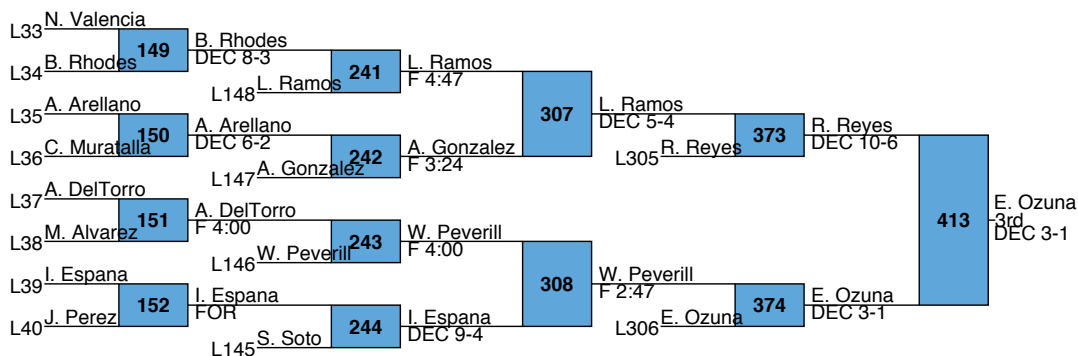 N. Valencia
L33
149
B. Rhodes
DEC 8-3
L34
B. Rhodes
241
L. Ramos
F 4:47
L148
L. Ramos
L35
A. Arellano
150
A. Arellano
DEC 6-2
L36
C. Muratalla
242
A. Gonzalez
F 3:24
L147
A. Gonzalez
307
L. Ramos
DEC 5-4
373
R. Reyes
DEC 10-6
L305
R. Reyes
L37
A. DelTorro
151
A. DelTorro
F 4:00
L38
M. Alvarez
243
W. Peverill
F 4:00
L146
W. Peverill
L39
I. Espana
152
I. Espana
FOR
L40
J. Perez
244
I. Espana
DEC 9-4
L145
S. Soto
308
W. Peverill
F 2:47
374
E. Ozuna
DEC 3-1
L306
E. Ozuna
413
E. Ozuna
3rd
DEC 3-1